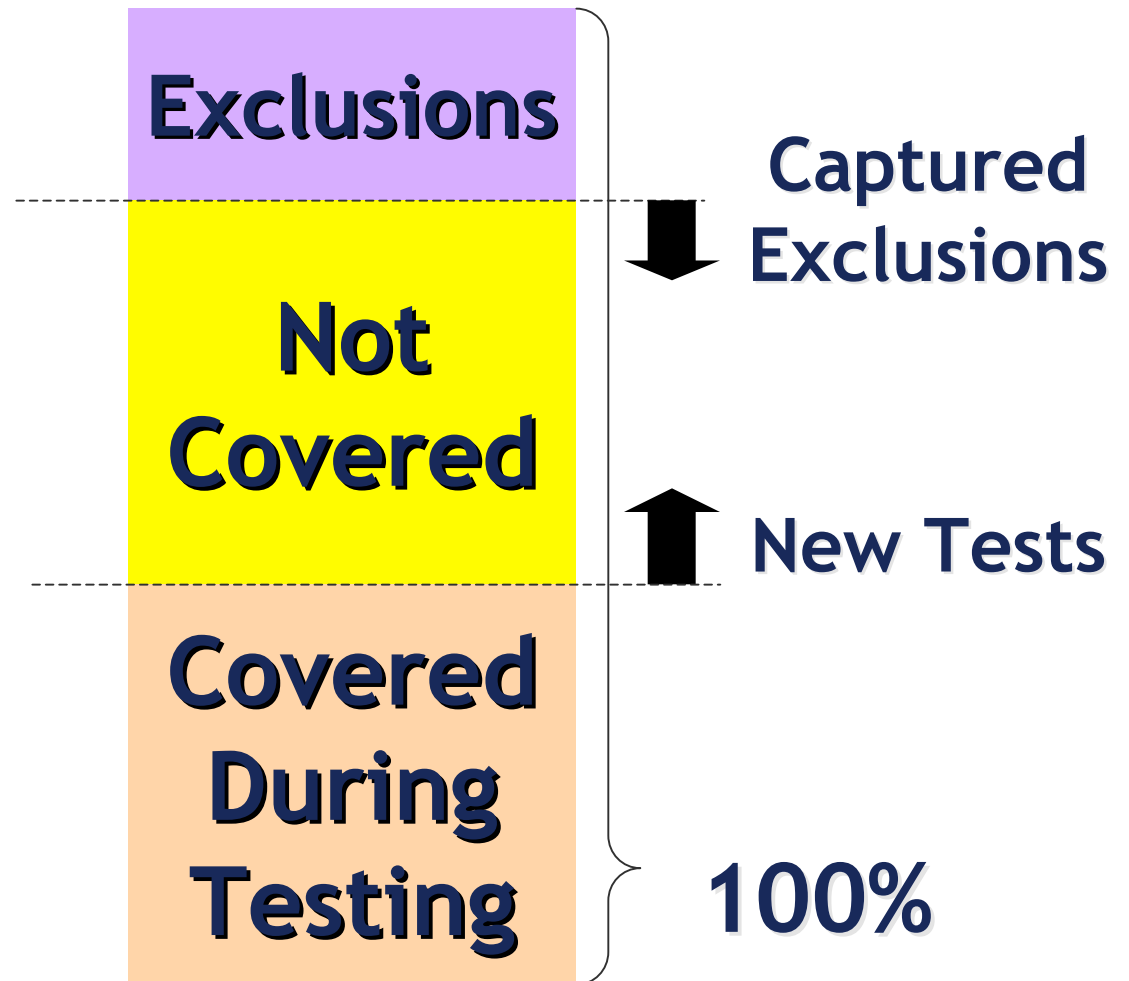 Exclusions
Captured
Exclusions
Not
Covered
New Tests
Covered
During
Testing
100%